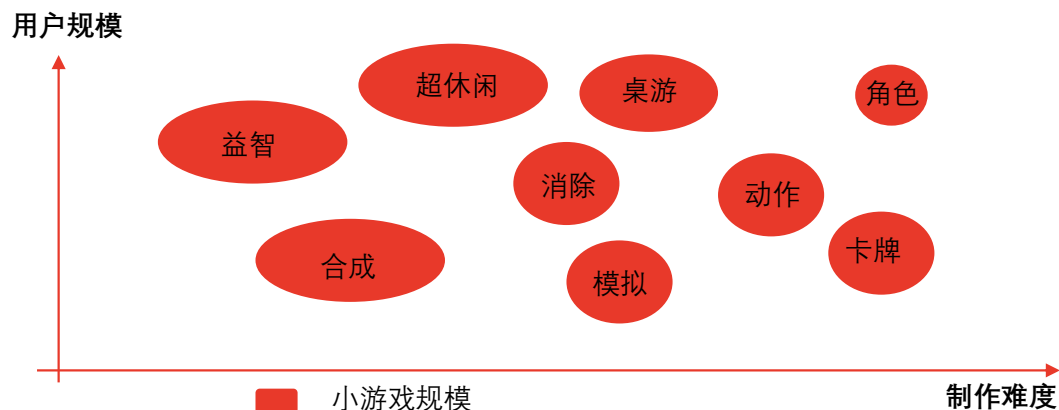 用户规模
超休闲
桌游
角色
益智
消除
动作
卡牌
合成
模拟
制作难度
小游戏规模